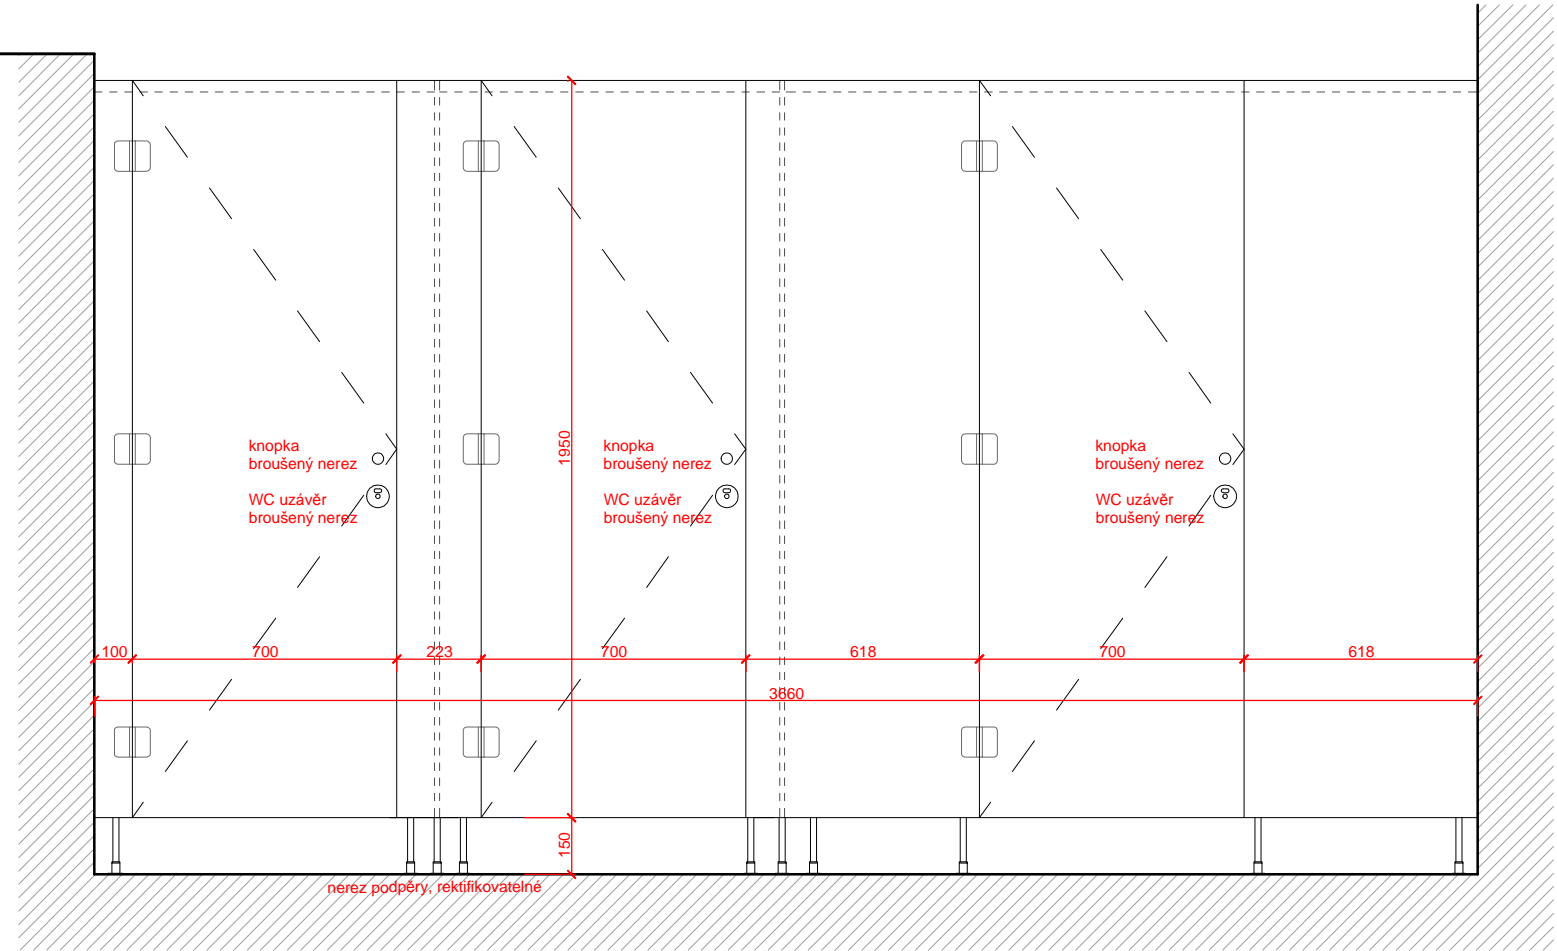 knopka
broušený nerez
WC uzávěr
broušený nerez
knopka
broušený nerez
WC uzávěr
broušený nerez
knopka
broušený nerez
WC uzávěr
broušený nerez
1950
100
700
223
700
618
700
618
3660
150
nerez podpěry, rektifikovatelné